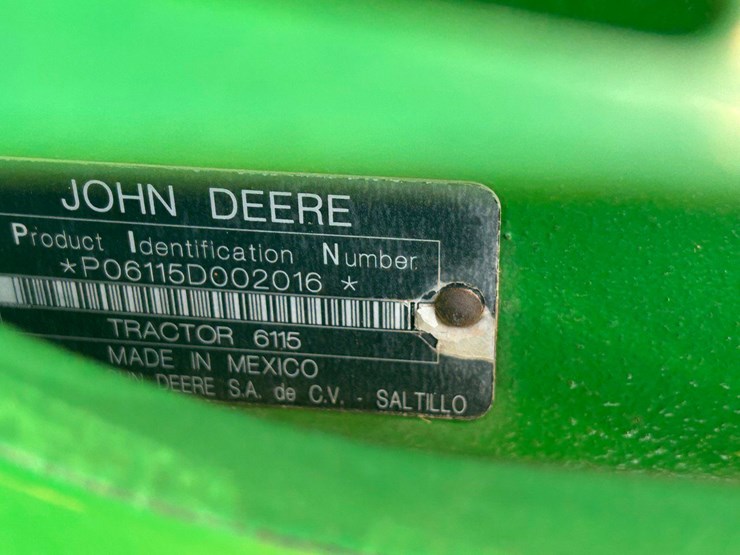 JOHN DEERE
Product Identification Number
*P06115D002016 *
TRACTOR 6115
MADE IN MEXICO
DEERE S.A. de C.V. - SALTILLO